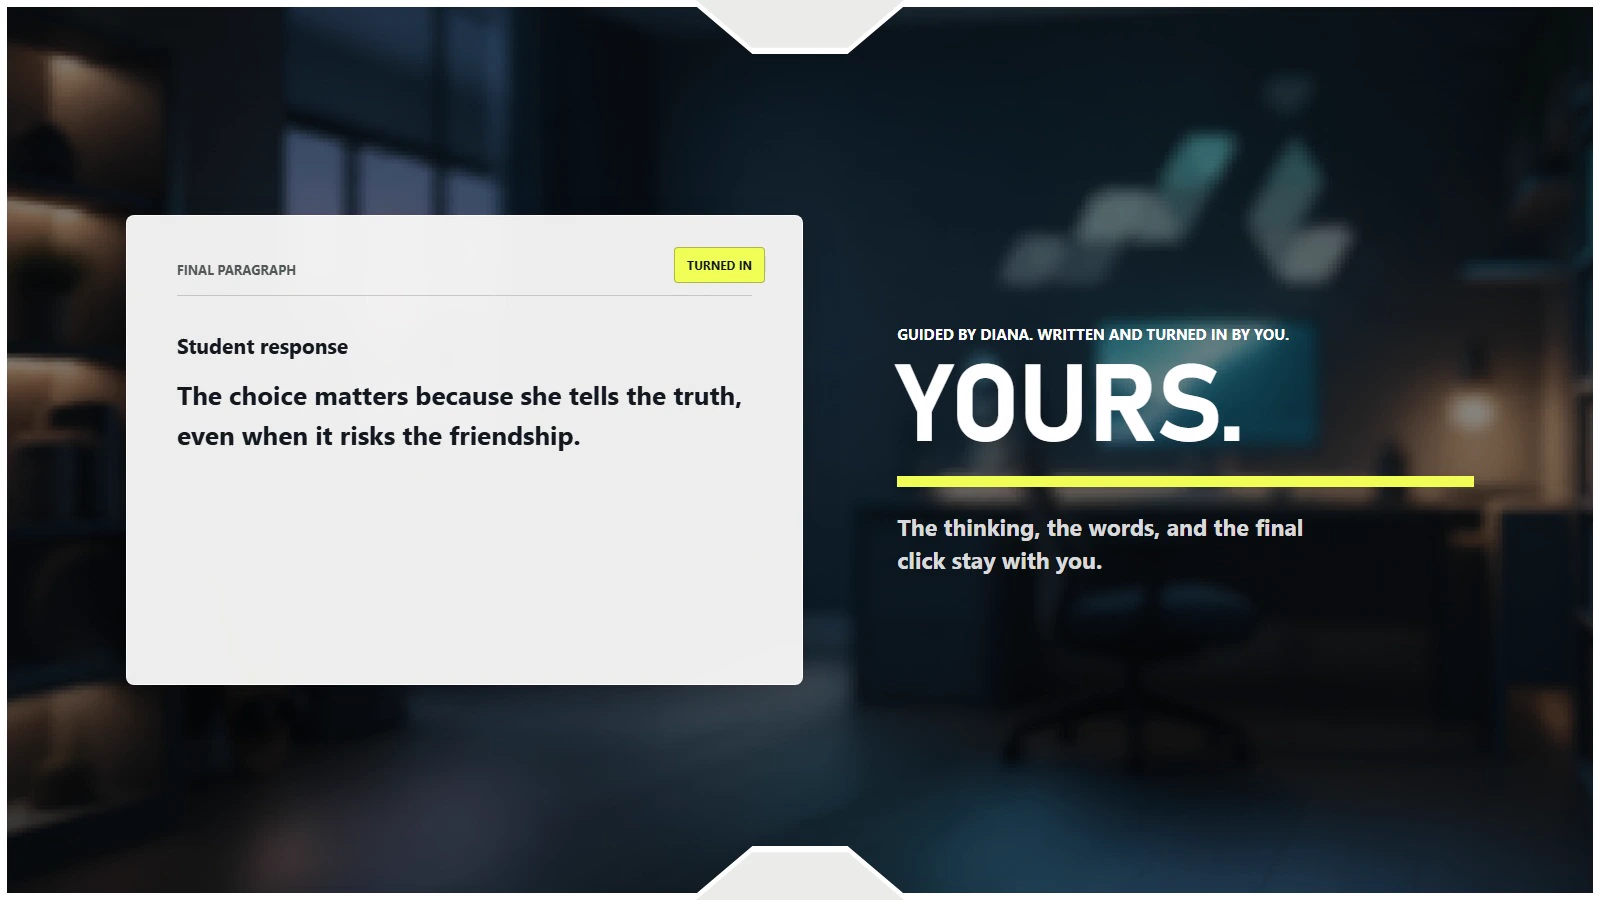 FINAL PARAGRAPH
TURNED IN
Student response
The choice matters because she tells the truth,
even when it risks the friendship.
GUIDED BY DIANA. WRITTEN AND TURNED IN BY YOU.
YOURS.
The thinking, the words, and the final
click stay with you.